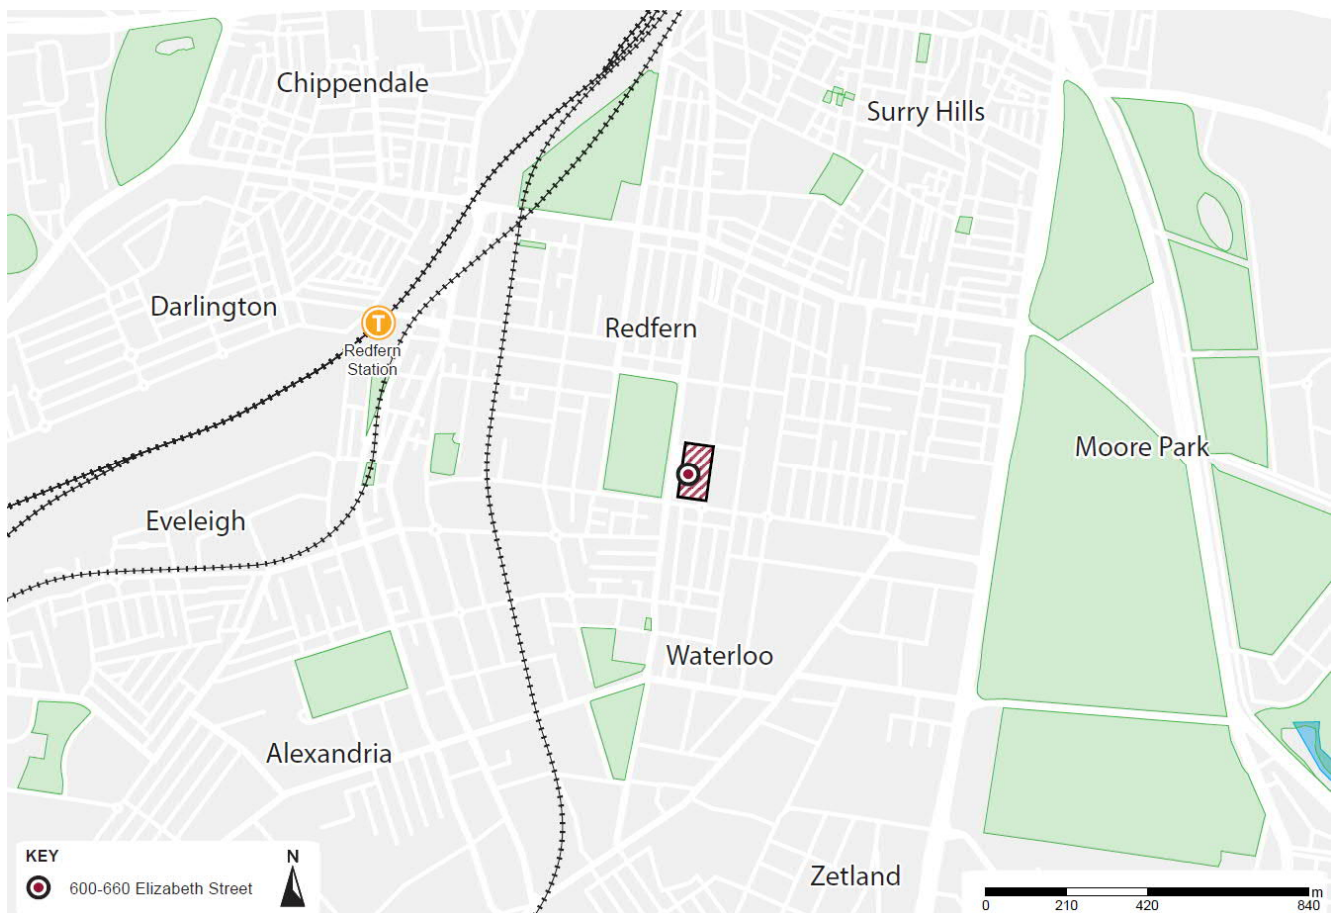 Chippendale
Surry Hills
Darlington
T
Redfern
Station
Redfern
Moore Park
Eveleigh
Waterloo
Alexandria
Zetland
KEY
N
600-660 Elizabeth Street
m
0 210 420 840